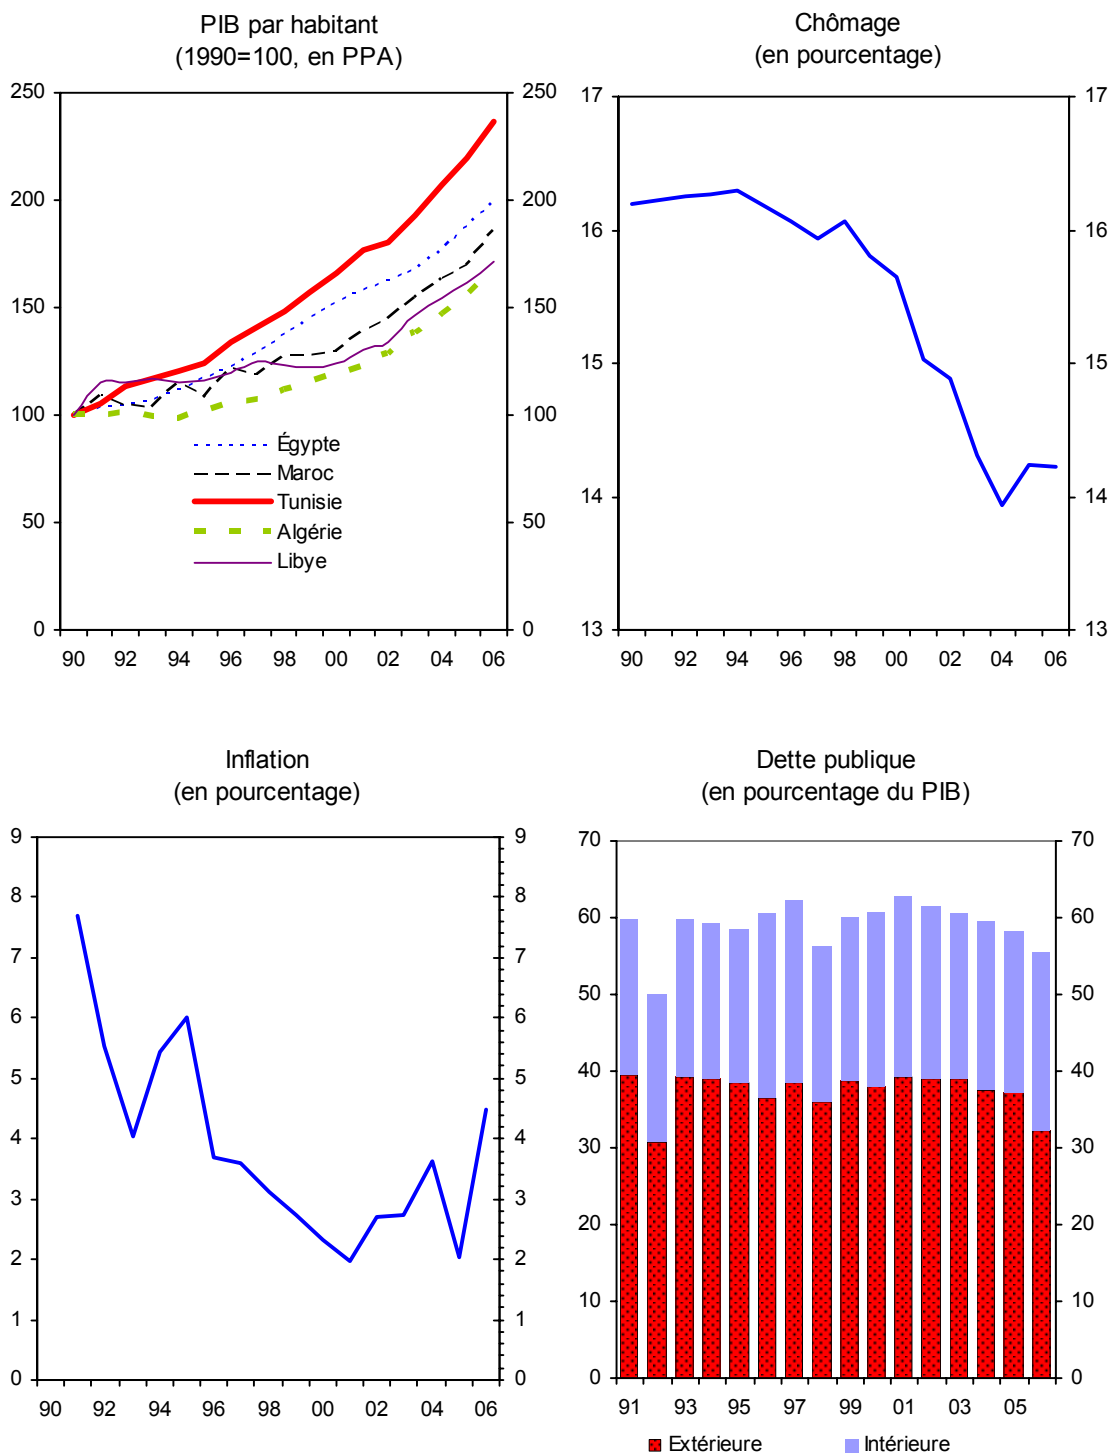 PIB par habitant
(1990=100, en PPA)
250 250
200 200
150 150
100 100
50 50
0 0
90 92 94 96 98 00 02 04 06
Égypte
Maroc
Tunisie
Algérie
Libye
Chômage
(en pourcentage)
17 17
16 16
15 15
14 14
13 13
90 92 94 96 98 00 02 04 06
Inflation
(en pourcentage)
9 9
8 8
7 7
6 6
5 5
4 4
3 3
2 2
1 1
0 0
90 92 94 96 98 00 02 04 06
Dette publique
(en pourcentage du PIB)
70 70
60 60
50 50
40 40
30 30
20 20
10 10
0 0
91 93 95 97 99 01 03 05
Extérieure Intérieure